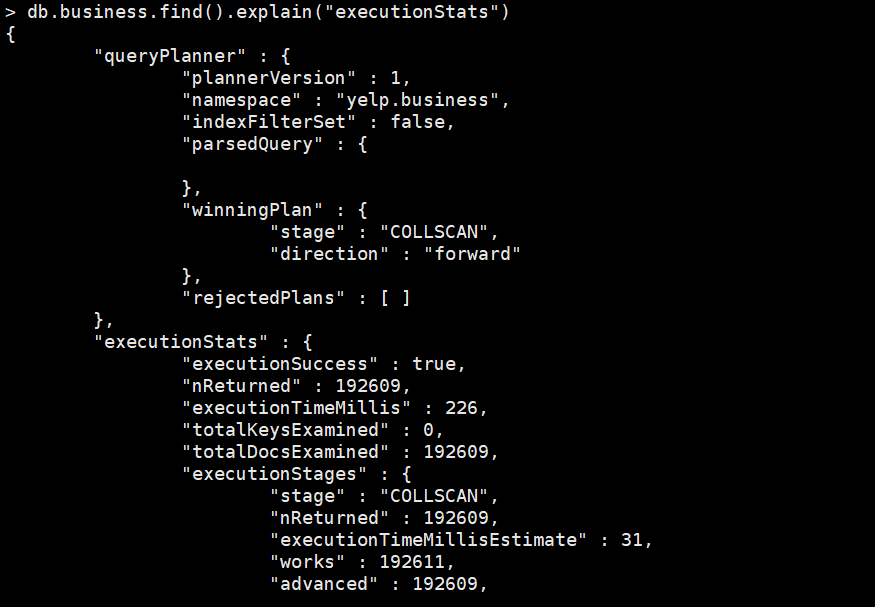 > db.business.find().explain("executionStats")
{
        "queryPlanner" : {
                "plannerVersion" : 1,
                "namespace" : "yelp.business",
                "indexFilterSet" : false,
                "parsedQuery" : {

                },
                "winningPlan" : {
                        "stage" : "COLLSCAN",
                        "direction" : "forward"
                },
                "rejectedPlans" : [ ]
        },
        "executionStats" : {
                "executionSuccess" : true,
                "nReturned" : 192609,
                "executionTimeMillis" : 226,
                "totalKeysExamined" : 0,
                "totalDocsExamined" : 192609,
                "executionStages" : {
                        "stage" : "COLLSCAN",
                        "nReturned" : 192609,
                        "executionTimeMillisEstimate" : 31,
                        "works" : 192611,
                        "advanced" : 192609,